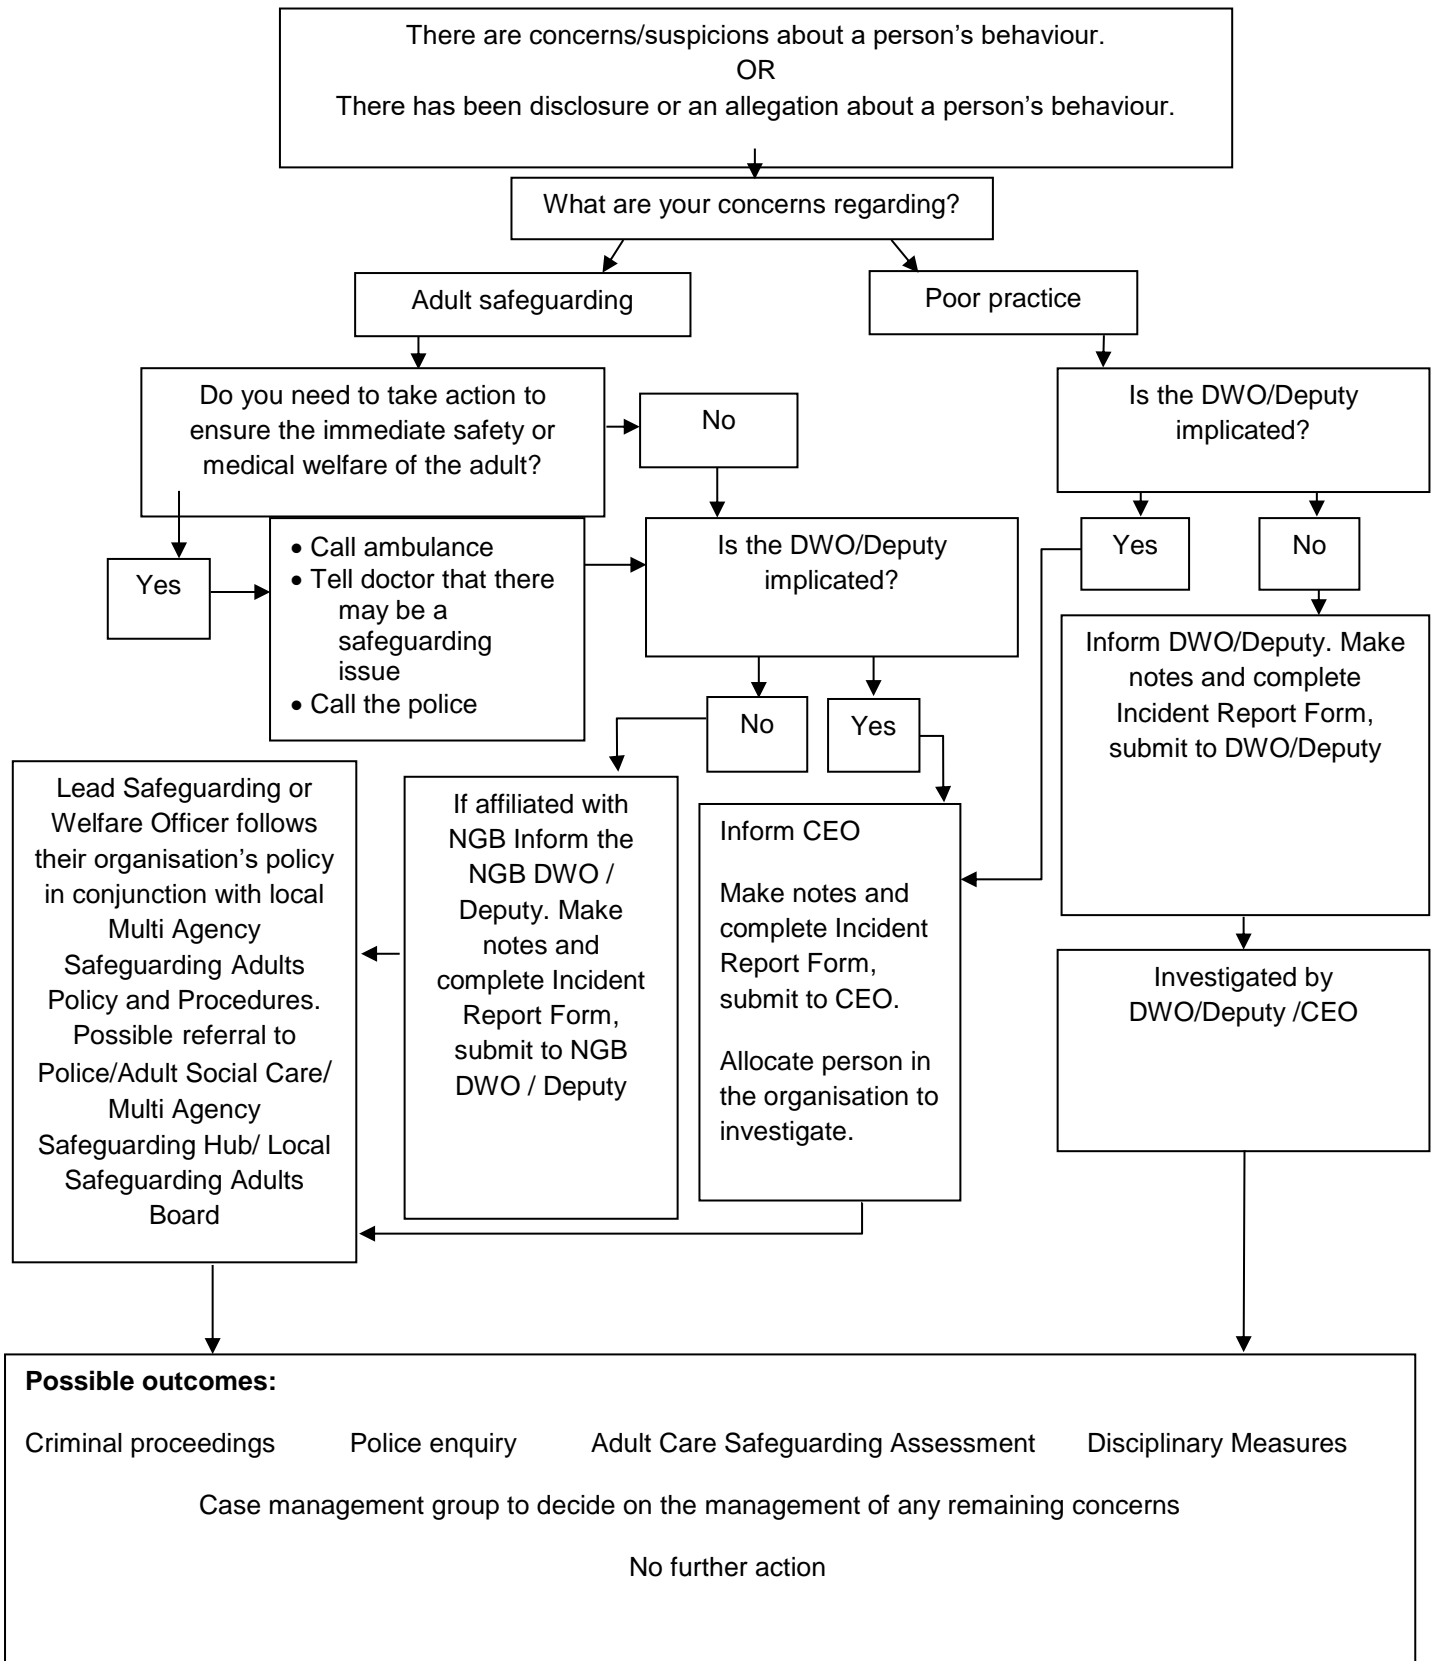 There are concerns/suspicions about a person’s behaviour.
OR
There has been disclosure or an allegation about a person’s behaviour.
What are your concerns regarding?
Adult safeguarding
Poor practice
Do you need to take action to
ensure the immediate safety or
medical welfare of the adult?
No
Is the DWO/Deputy
implicated?
Yes
• Call ambulance
• Tell doctor that there
may be a
safeguarding
issue
• Call the police
Is the DWO/Deputy
implicated?
Yes
No
No
Yes
Inform DWO/Deputy. Make
notes and complete
Incident Report Form,
submit to DWO/Deputy
Lead Safeguarding or
Welfare Officer follows
their organisation’s policy
in conjunction with local
Multi Agency
Safeguarding Adults
Policy and Procedures.
Possible referral to
Police/Adult Social Care/
Multi Agency
Safeguarding Hub/ Local
Safeguarding Adults
Board
If affiliated with
NGB Inform the
NGB DWO /
Deputy. Make
notes and
complete Incident
Report Form,
submit to NGB
DWO / Deputy
Inform CEO
Make notes and
complete Incident
Report Form,
submit to CEO.
Allocate person in
the organisation to
investigate.
Investigated by
DWO/Deputy /CEO
Possible outcomes:
Criminal proceedings Police enquiry Adult Care Safeguarding Assessment Disciplinary Measures
Case management group to decide on the management of any remaining concerns
No further action